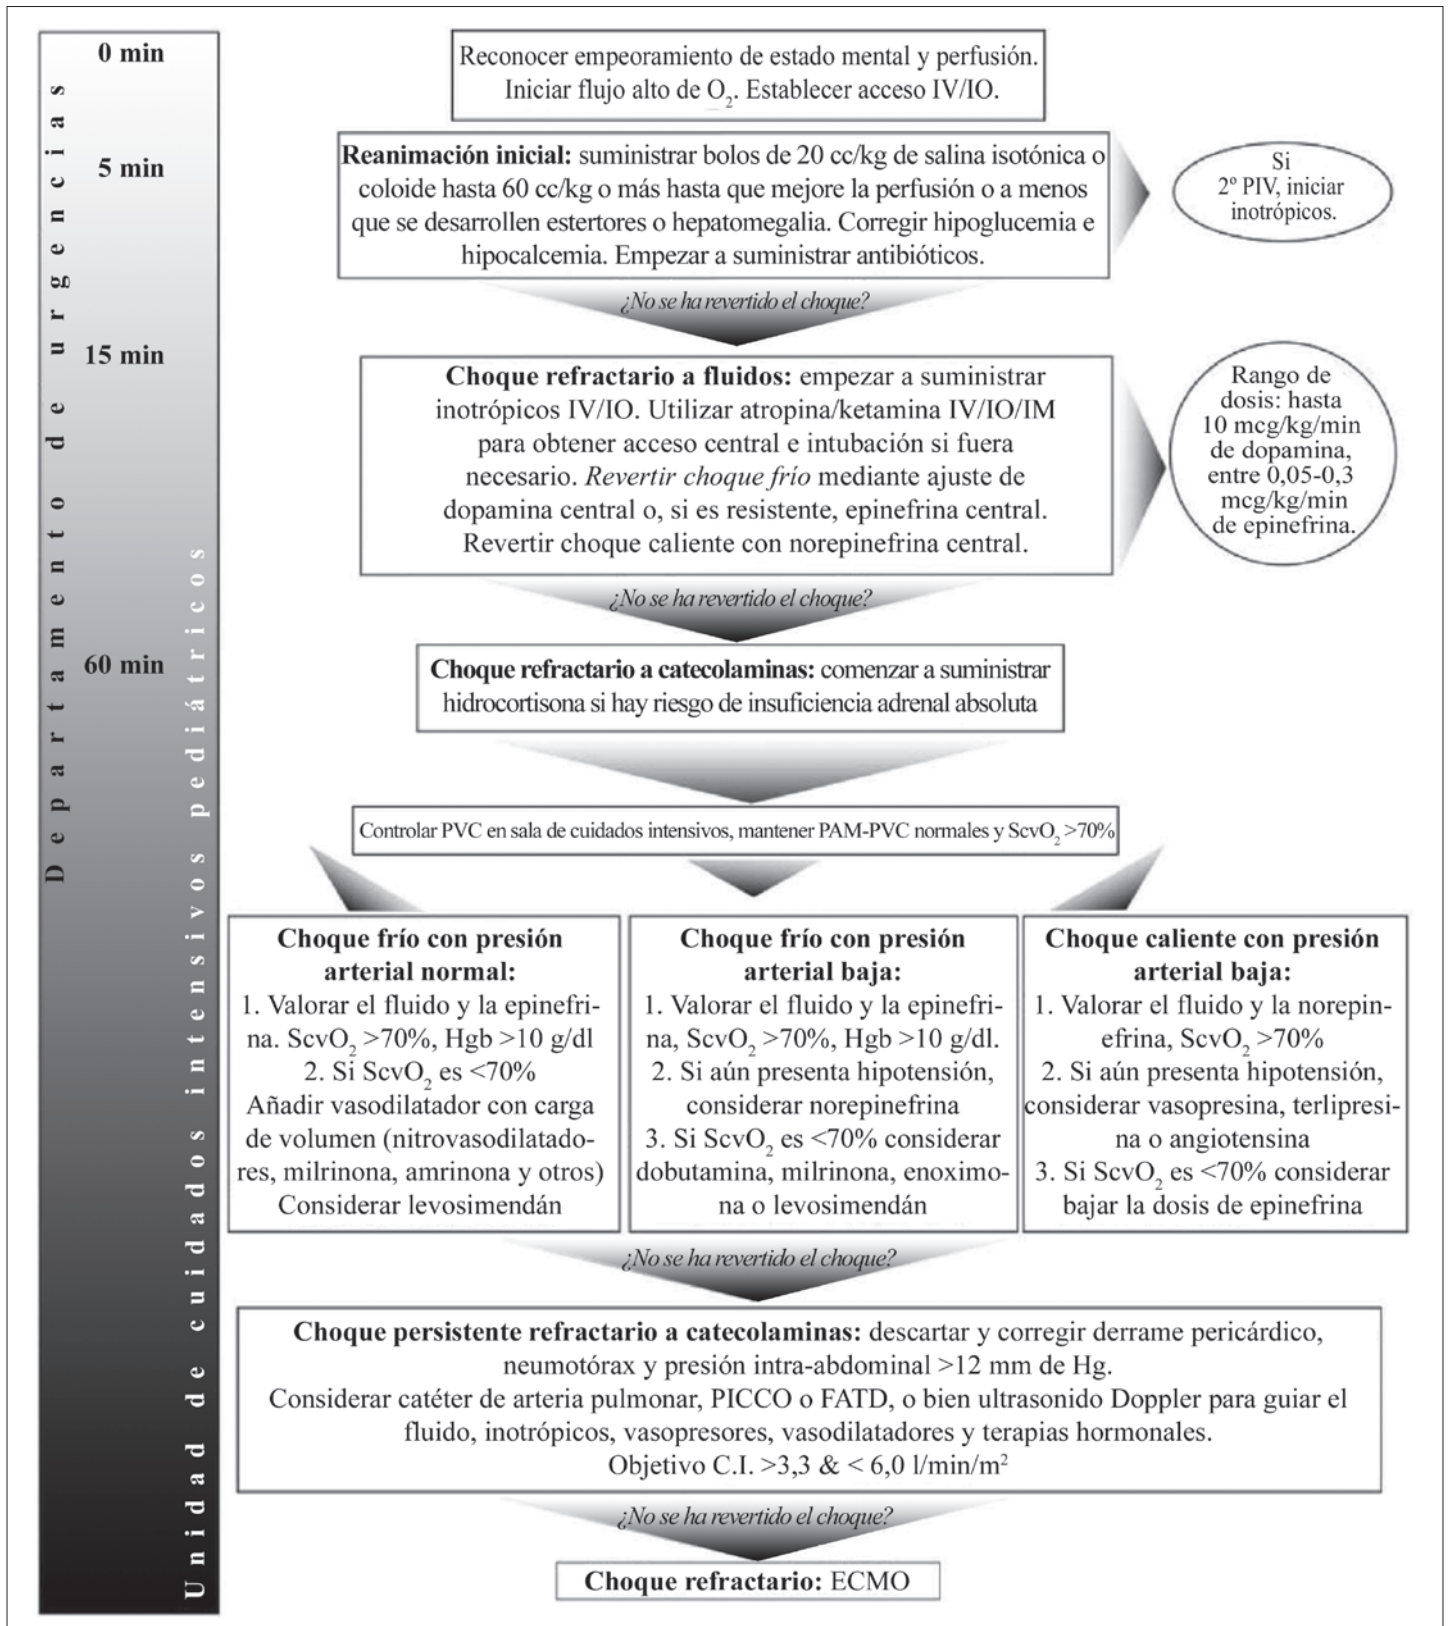 0 min
Reconocer empeoramiento de estado mental y perfusión.
Iniciar flujo alto de O₂. Establecer acceso IV/IO.
5 min
Reanimación inicial: suministrar bolos de 20 cc/kg de salina isotónica o
coloide hasta 60 cc/kg o más hasta que mejore la perfusión o a menos
que se desarrollen estertores o hepatomegalia. Corregir hipoglucemia e
hipocalcemia. Empezar a suministrar antibióticos.
Si
2º PIV, iniciar
inotrópicos.
¿No se ha revertido el choque?
15 min
Choque refractario a fluidos: empezar a suministrar
inotrópicos IV/IO. Utilizar atropina/ketamina IV/IO/IM
para obtener acceso central e intubación si fuera
necesario. Revertir choque frío mediante ajuste de
dopamina central o, si es resistente, epinefrina central.
Revertir choque caliente con norepinefrina central.
Rango de
dosis: hasta
10 mcg/kg/min
de dopamina,
entre 0,05-0,3
mcg/kg/min
de epinefrina.
¿No se ha revertido el choque?
60 min
Choque refractario a catecolaminas: comenzar a suministrar
hidrocortisona si hay riesgo de insuficiencia adrenal absoluta
Controlar PVC en sala de cuidados intensivos, mantener PAM-PVC normales y ScvO₂ >70%
Choque frío con presión
arterial normal:
1. Valorar el fluido y la epinefri-
na. ScvO₂ >70%, Hgb >10 g/dl
2. Si ScvO₂ es <70%
Añadir vasodilatador con carga
de volumen (nitrovasodilatado-
res, milrinona, amrinona y otros)
Considerar levosimendán
Choque frío con presión
arterial baja:
1. Valorar el fluido y la epinefri-
na, ScvO₂ >70%, Hgb >10 g/dl.
2. Si aún presenta hipotensión,
considerar norepinefrina
3. Si ScvO₂ es <70% considerar
dobutamina, milrinona, enoximo-
na o levosimendán
Choque caliente con presión
arterial baja:
1. Valorar el fluido y la norepin-
efrina, ScvO₂ >70%
2. Si aún presenta hipotensión,
considerar vasopresina, terlipresi-
na o angiotensina
3. Si ScvO₂ es <70% considerar
bajar la dosis de epinefrina
¿No se ha revertido el choque?
Choque persistente refractario a catecolaminas: descartar y corregir derrame pericárdico,
neumotórax y presión intra-abdominal >12 mm de Hg.
Considerar catéter de arteria pulmonar, PICCO o FATD, o bien ultrasonido Doppler para guiar el
fluido, inotrópicos, vasopresores, vasodilatadores y terapias hormonales.
Objetivo C.I. >3,3 & < 6,0 l/min/m²
¿No se ha revertido el choque?
Choque refractario: ECMO
Departamento de urgencias
Unidad de cuidados intensivos pediátricos